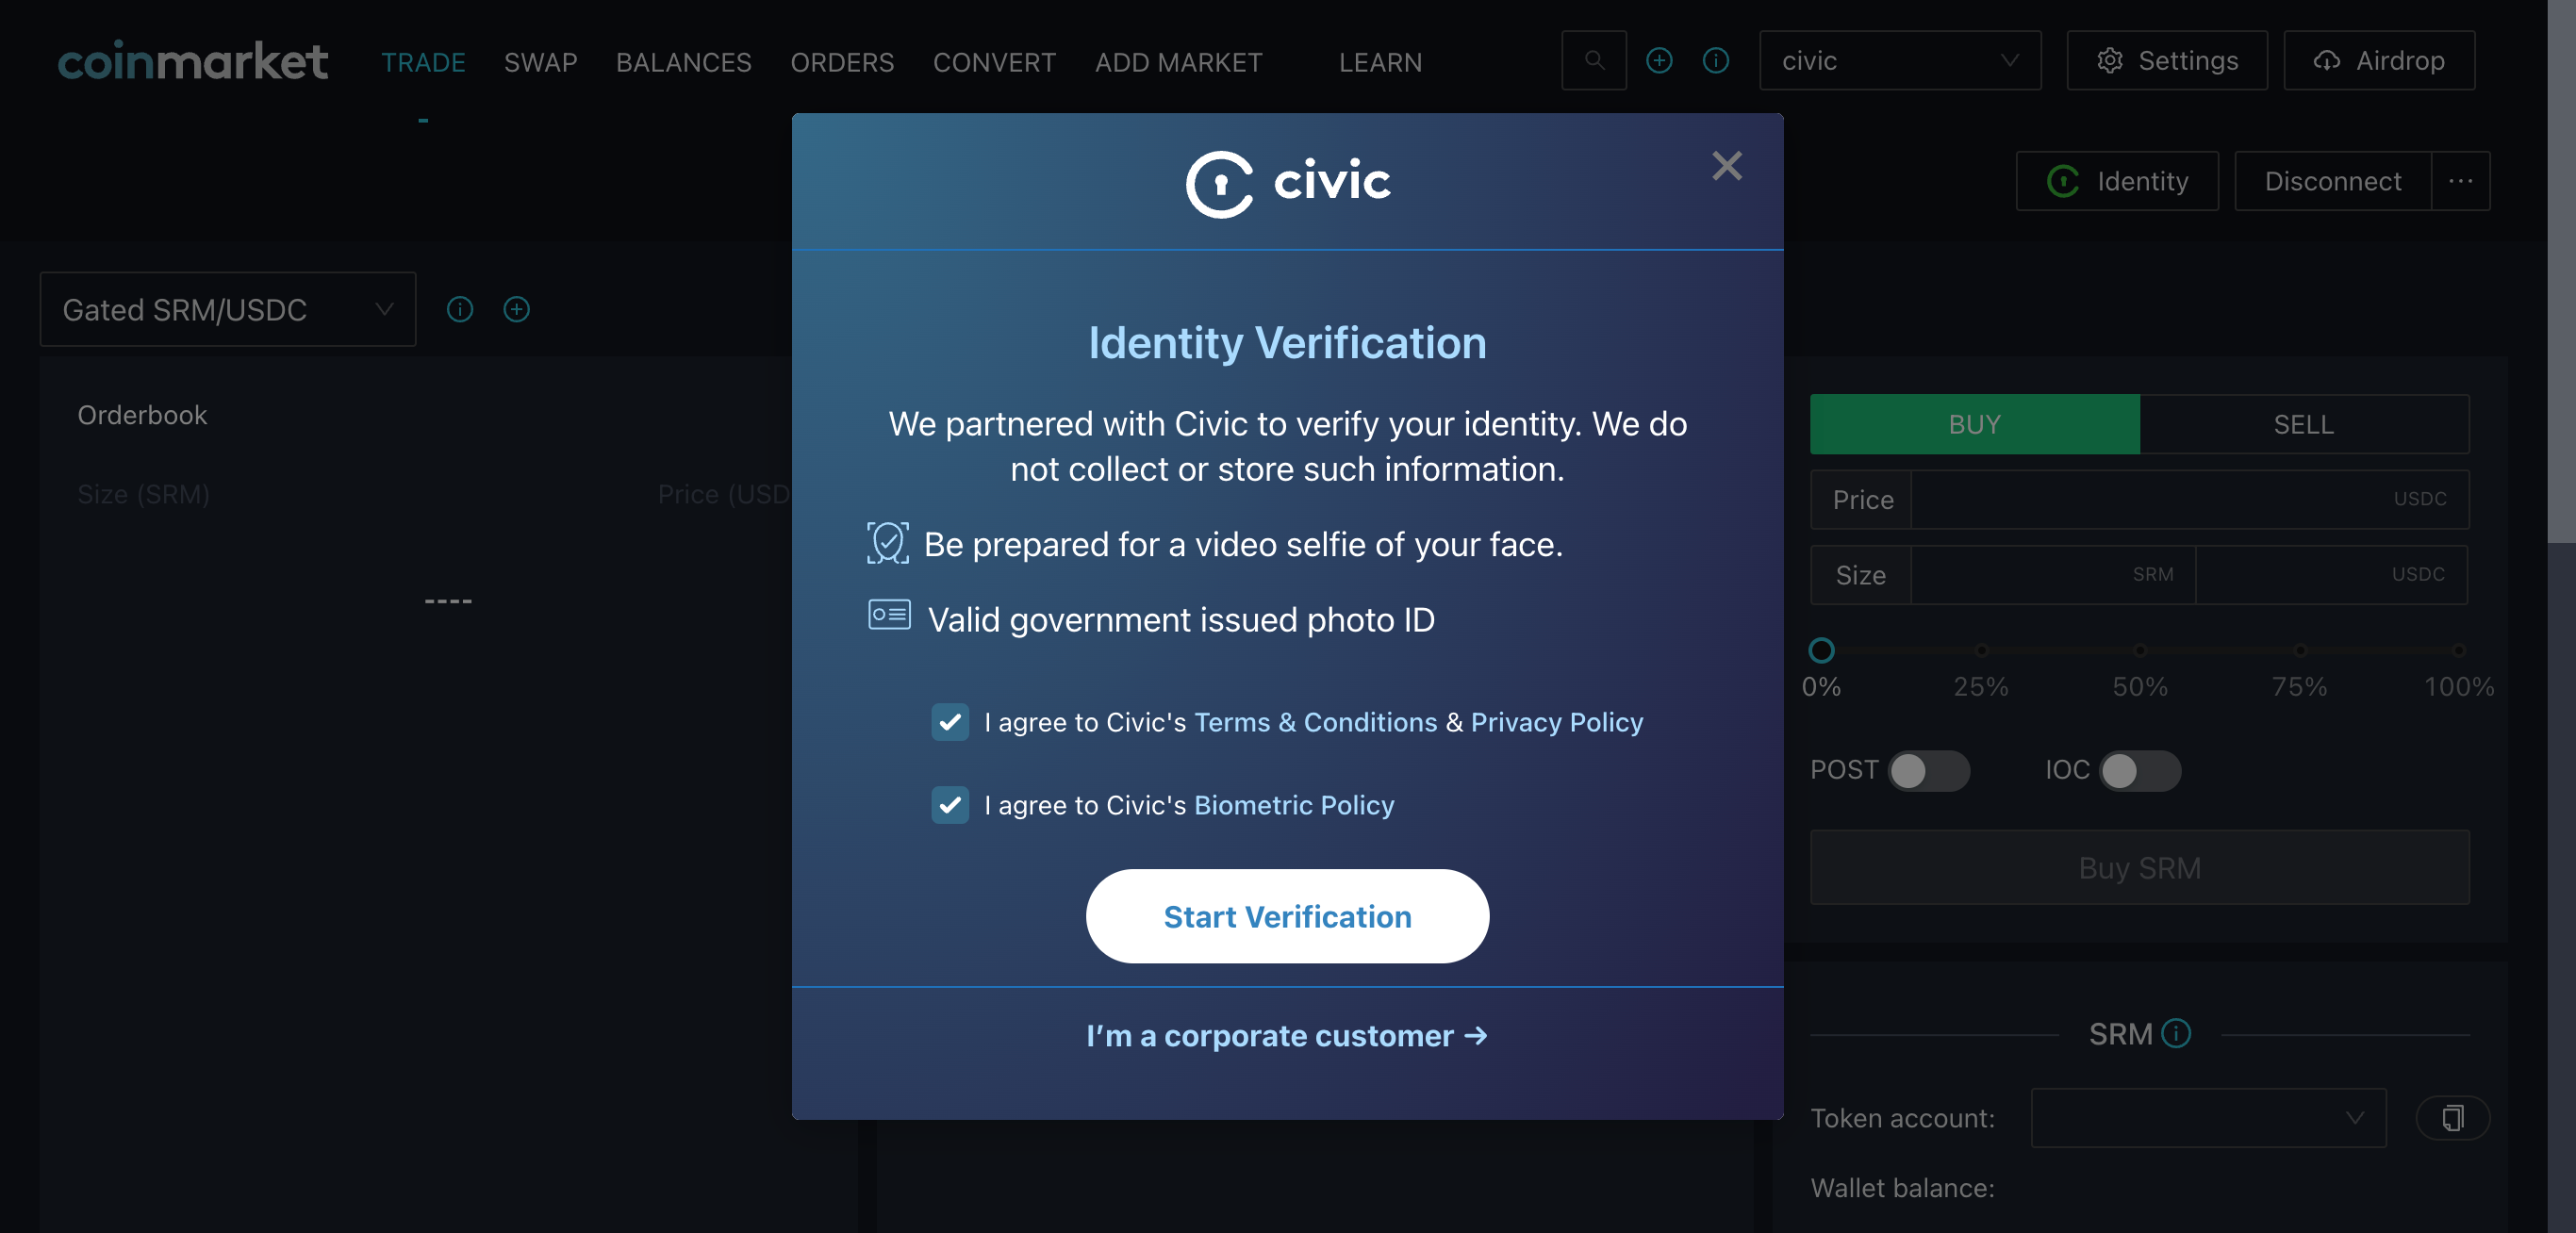 coinmarket TRADE SWAP BALANCES ORDERS CONVERT ADD MARKET LEARN civic Settings Airdrop
Identity Disconnect ...
civic
Gated SRM/USDC
Orderbook
Size (SRM) Price (USD
----
Identity Verification
We partnered with Civic to verify your identity. We do
not collect or store such information.
Be prepared for a video selfie of your face.
Valid government issued photo ID
I agree to Civic's Terms & Conditions & Privacy Policy
I agree to Civic's Biometric Policy
Start Verification
I’m a corporate customer →
BUY SELL
Price USDC
Size SRM USDC
0% 25% 50% 75% 100%
POST IOC
Buy SRM
SRM
Token account:
Wallet balance: